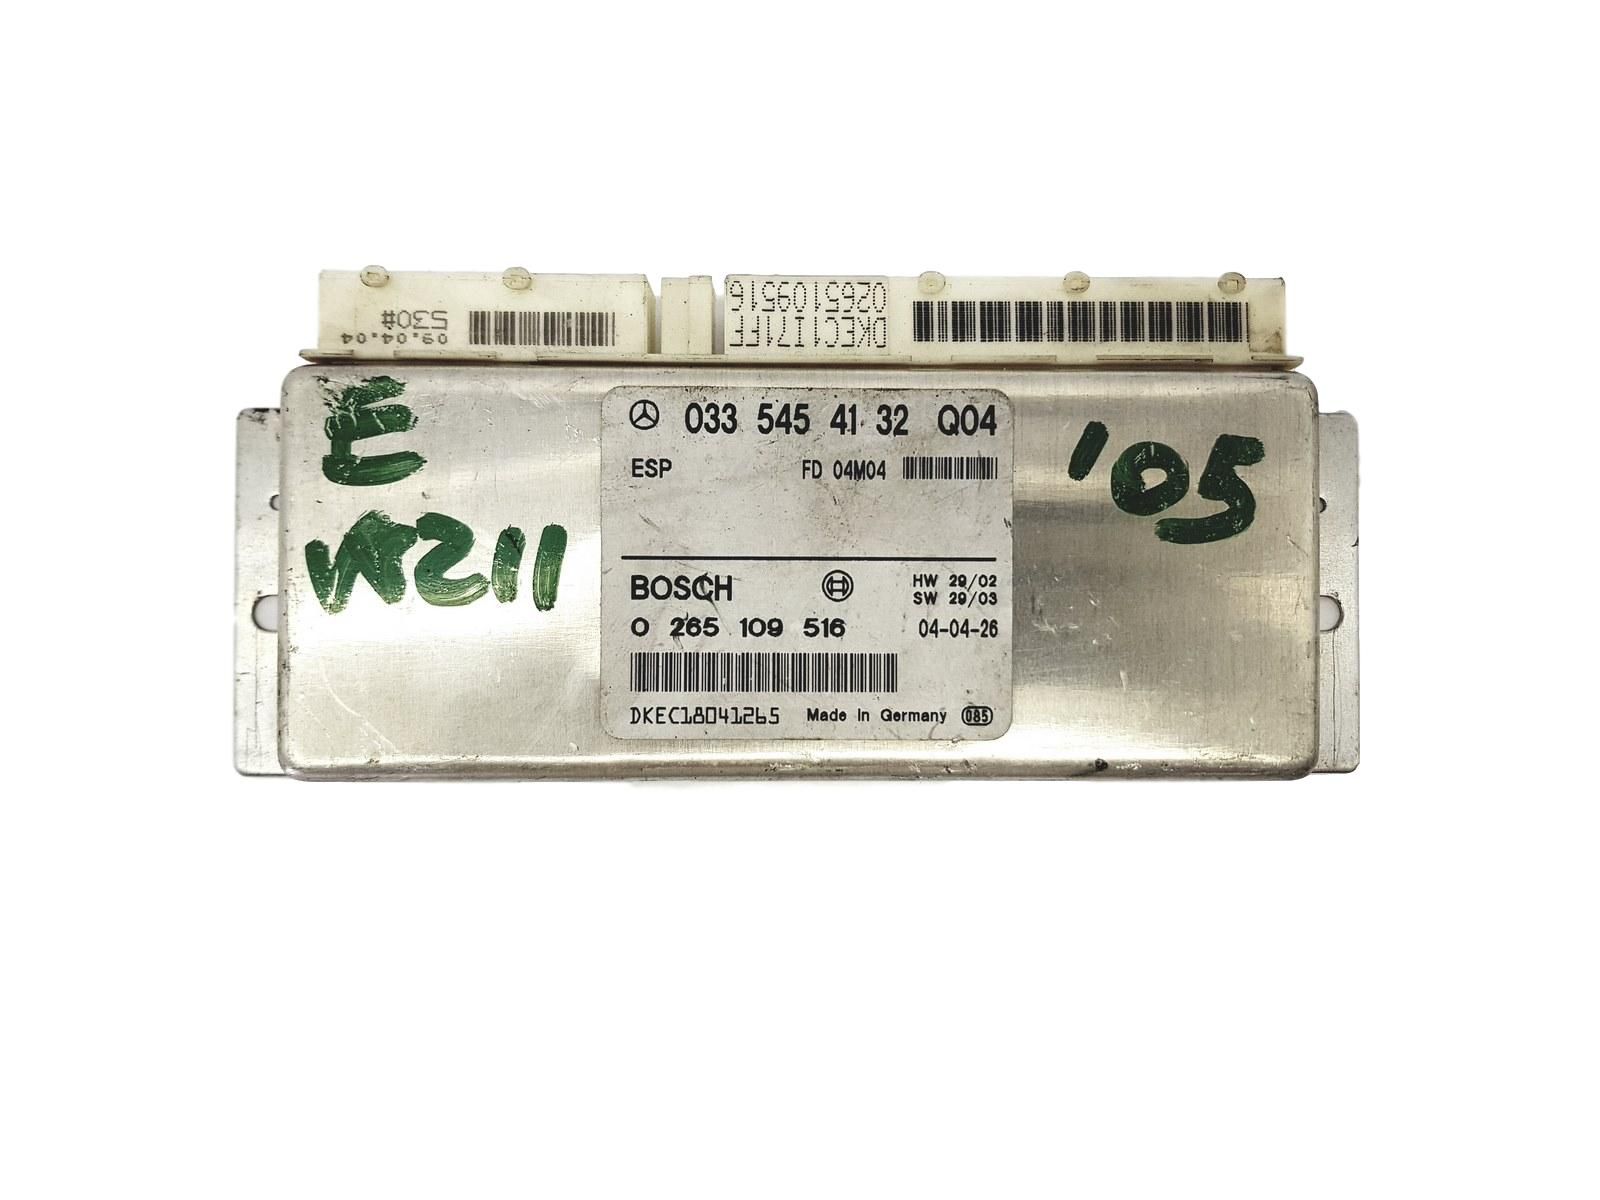 09.04.04
530#
DKEC1I71FE
0265109516
E
W211
'05
033 545 41 32 Q04
ESP FD 04M04
BOSCH
HW 29/02
SW 29/03
0 265 109 516 04-04-26
DKEC18041265 Made in Germany 085